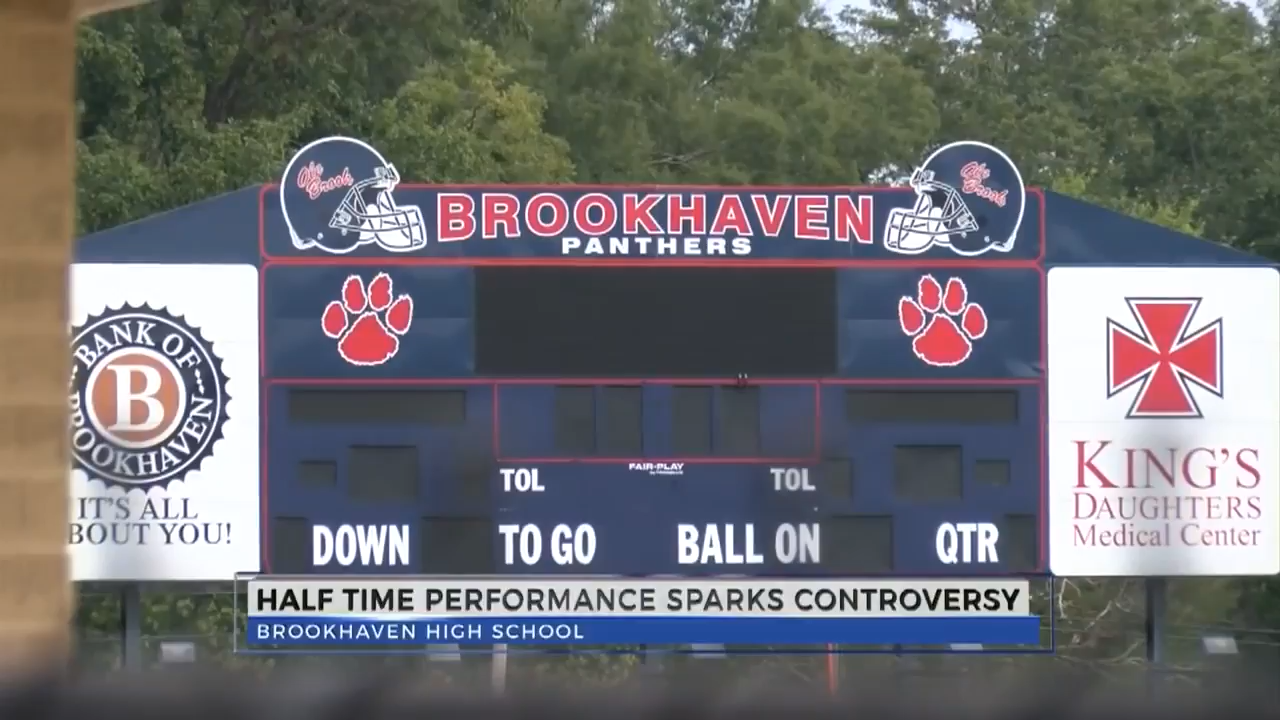 Ole
Brook
Ole
Brook
BROOKHAVEN
PANTHERS
BANK OF
B
BROOKHAVEN
IT'S ALL
BOUT YOU!
KING'S
DAUGHTERS
Medical Center
TOL
FAIR-PLAY
TOL
DOWN
TO GO
BALL ON
QTR
HALF TIME PERFORMANCE SPARKS CONTROVERSY
BROOKHAVEN HIGH SCHOOL